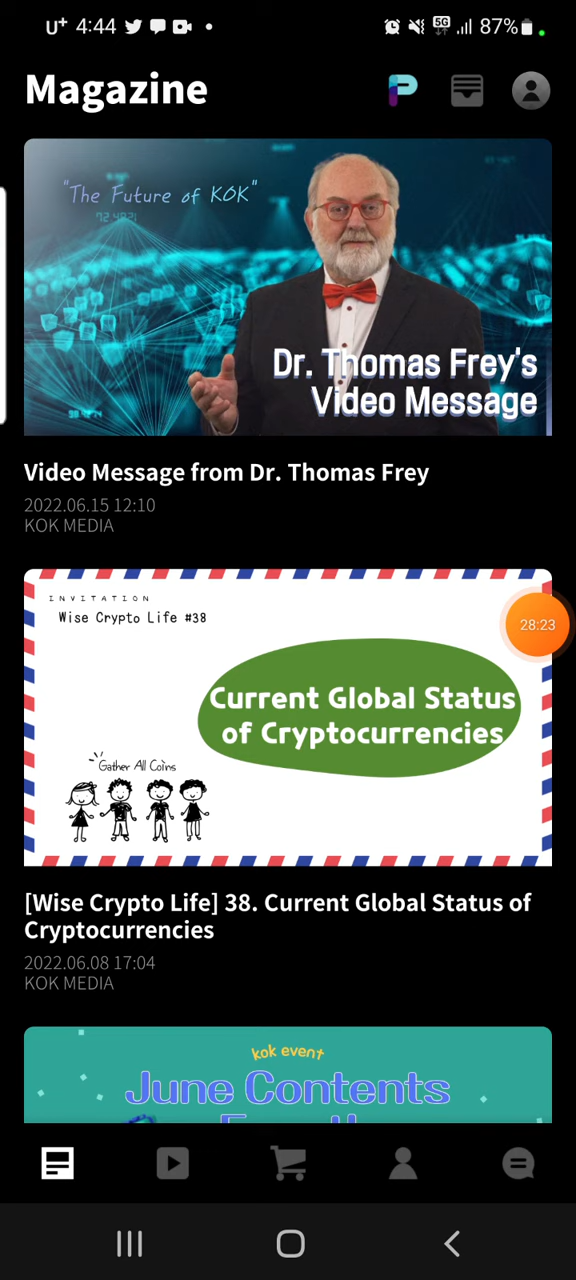 U+ 4:44 5G 87%
Magazine
"The Future of KOK"
Dr. Thomas Frey's
Video Message
Video Message from Dr. Thomas Frey
2022.06.15 12:10
KOK MEDIA
INVITATION
Wise Crypto Life #38
28:23
Current Global Status
of Cryptocurrencies
Gather All Coins
[Wise Crypto Life] 38. Current Global Status of
Cryptocurrencies
2022.06.08 17:04
KOK MEDIA
kok event
June Contents